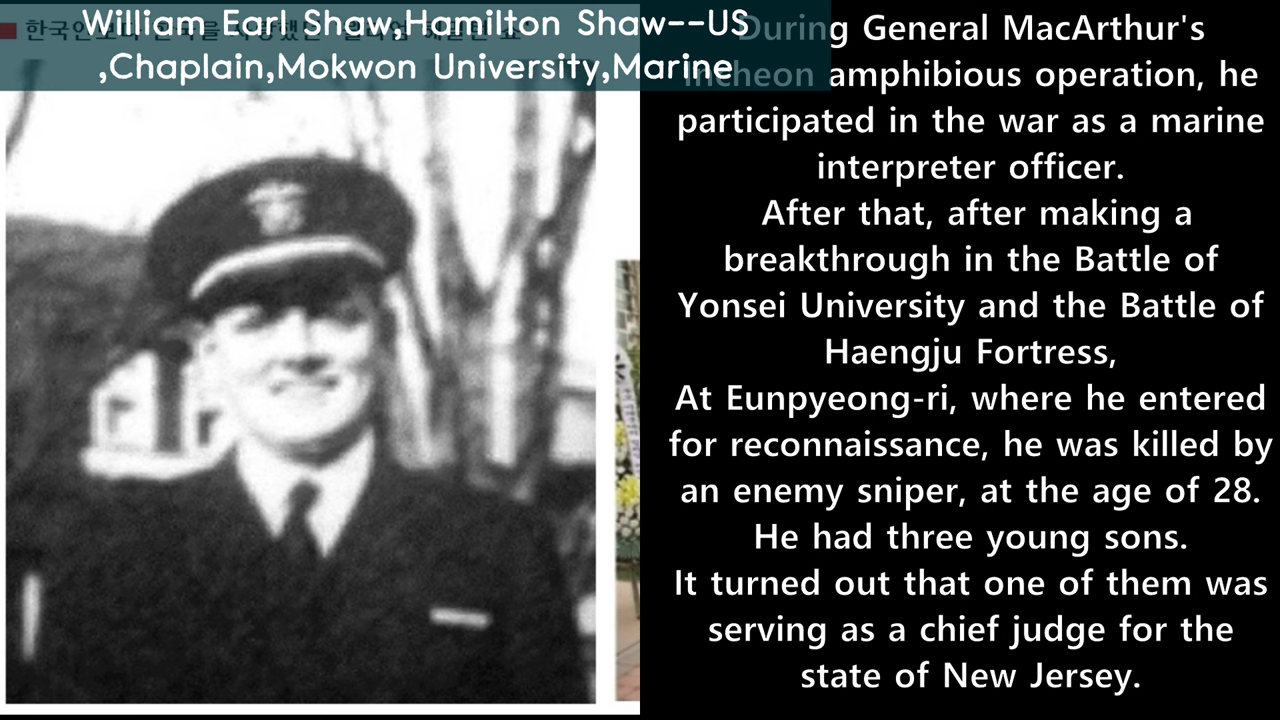 William Earl Shaw,Hamilton Shaw--US
,Chaplain,Mokwon University,Marine
During General MacArthur's
Incheon amphibious operation, he
participated in the war as a marine
interpreter officer.
After that, after making a
breakthrough in the Battle of
Yonsei University and the Battle of
Haengju Fortress,
At Eunpyeong-ri, where he entered
for reconnaissance, he was killed by
an enemy sniper, at the age of 28.
He had three young sons.
It turned out that one of them was
serving as a chief judge for the
state of New Jersey.